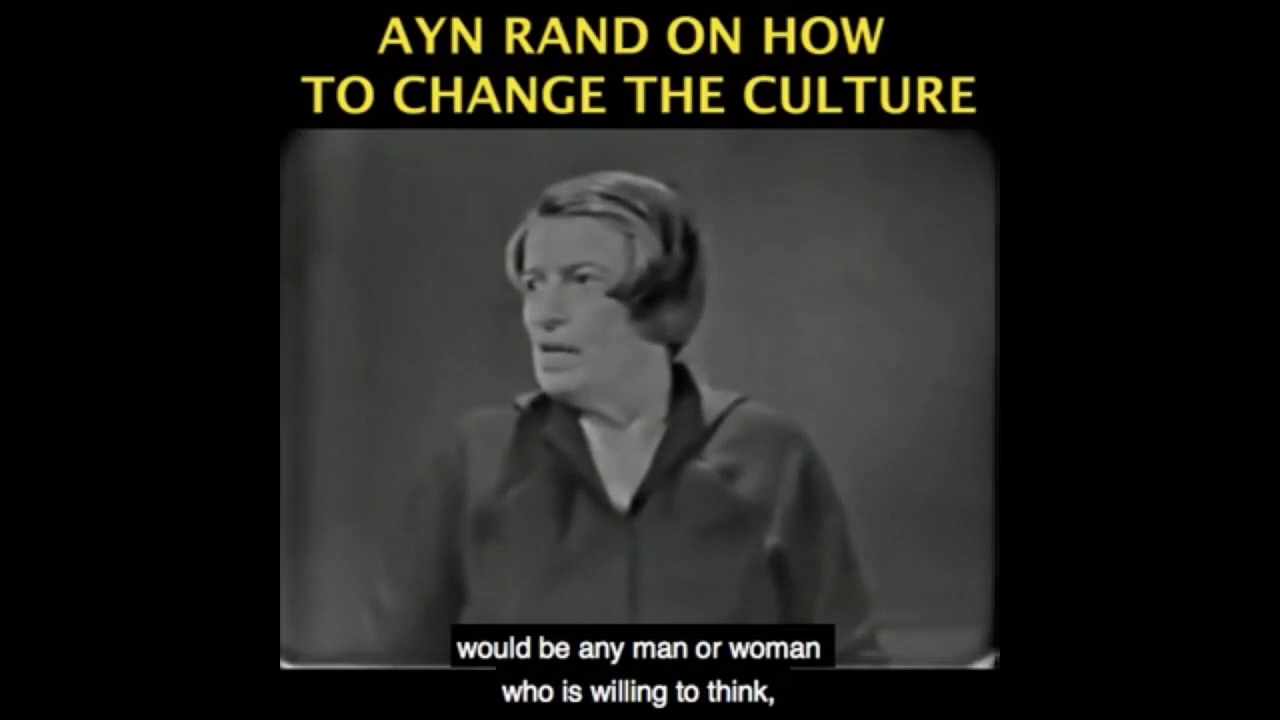 AYN RAND ON HOW
TO CHANGE THE CULTURE
would be any man or woman
who is willing to think,